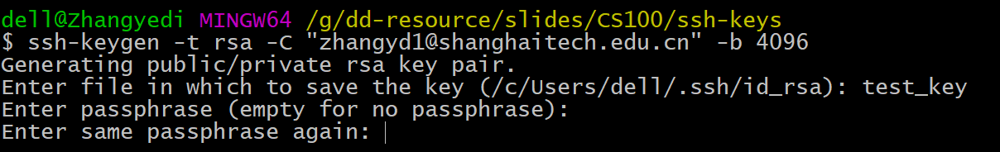 dell@Zhangyedi MINGW64 /g/dd-resource/slides/CS100/ssh-keys
$ ssh-keygen -t rsa -C "zhangyd1@shanghaitech.edu.cn" -b 4096
Generating public/private rsa key pair.
Enter file in which to save the key (/c/Users/dell/.ssh/id_rsa): test_key
Enter passphrase (empty for no passphrase):
Enter same passphrase again: